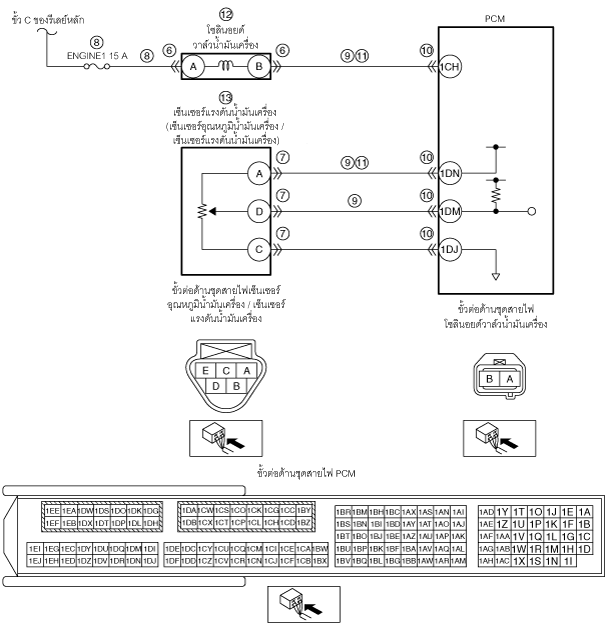 ขั้ว C ของรีเลย์หลัก
⑫
โซลินอยด์
วาล์วน้ำมันเครื่อง
PCM
⑧
ENGINE1 15 A
⑧ ⑥ A B ⑥ ⑨⑪ ⑩ 1CH
⑬
เซ็นเซอร์แรงดันน้ำมันเครื่อง
(เซ็นเซอร์อุณหภูมิน้ำมันเครื่อง /
เซ็นเซอร์แรงดันน้ำมันเครื่อง)
A ⑦ ⑨⑪ ⑩ 1DN
D ⑦ ⑨ ⑩ 1DM
C ⑦ ⑩ 1DJ
ขั้วต่อด้านชุดสายไฟเซ็นเซอร์
อุณหภูมิน้ำมันเครื่อง / เซ็นเซอร์
แรงดันน้ำมันเครื่อง
ขั้วต่อด้านชุดสายไฟ
โซลินอยด์วาล์วน้ำมันเครื่อง
E C A
D B
B A
ขั้วต่อด้านชุดสายไฟ PCM
1EE 1EA 1DW 1DS 1DO 1DK 1DG
1EF 1EB 1DX 1DT 1DP 1DL 1DH
1EI 1EG 1EC 1DY 1DU 1DQ 1DM 1DI
1EJ 1EH 1ED 1DZ 1DV 1DR 1DN 1DJ
1DA 1CW 1CS 1CO 1CK 1CG 1CC 1BY
1DB 1CX 1CT 1CP 1CL 1CH 1CD 1BZ
1DE 1DC 1CY 1CU 1CQ 1CM 1CI 1CE 1CA 1BW
1DF 1DD 1CZ 1CV 1CR 1CN 1CJ 1CF 1CB 1BX
1BR 1BM 1BH 1BC 1AX 1AS 1AN 1AI
1BS 1BN 1BI 1BD 1AY 1AT 1AO 1AJ
1BT 1BO 1BJ 1BE 1AZ 1AU 1AP 1AK
1BU 1BP 1BK 1BF 1BA 1AV 1AQ 1AL
1BV 1BQ 1BL 1BG 1BB 1AW 1AR 1AM
1AD 1Y 1T 1O 1J 1E 1A
1AE 1Z 1U 1P 1K 1F 1B
1AF 1AA 1V 1Q 1L 1G 1C
1AG 1AB 1W 1R 1M 1H 1D
1AH 1AC 1X 1S 1N 1I